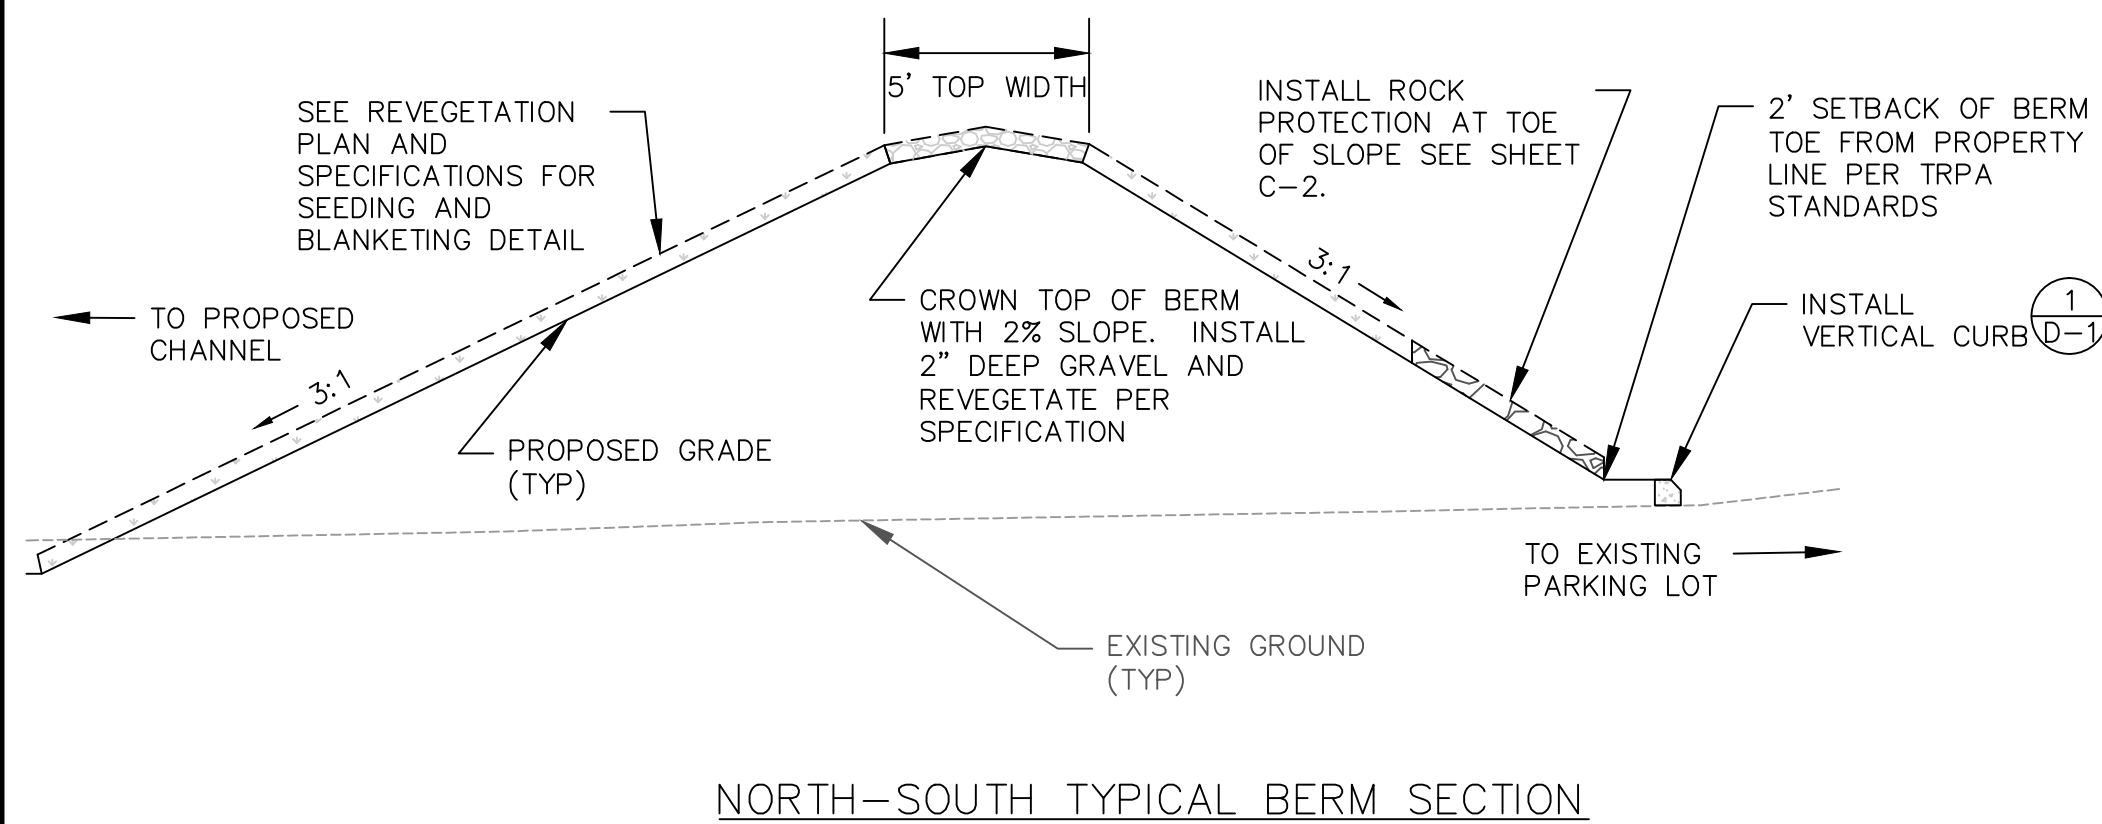 5' TOP WIDTH
SEE REVEGETATION
PLAN AND
SPECIFICATIONS FOR
SEEDING AND
BLANKETING DETAIL
INSTALL ROCK
PROTECTION AT TOE
OF SLOPE SEE SHEET
C-2.
2' SETBACK OF BERM
TOE FROM PROPERTY
LINE PER TRPA
STANDARDS
TO PROPOSED
CHANNEL
3:1
CROWN TOP OF BERM
WITH 2% SLOPE. INSTALL
2" DEEP GRAVEL AND
REVEGETATE PER
SPECIFICATION
3:1
INSTALL
VERTICAL CURB
1
D-1
PROPOSED GRADE
(TYP)
TO EXISTING
PARKING LOT
EXISTING GROUND
(TYP)
NORTH-SOUTH TYPICAL BERM SECTION